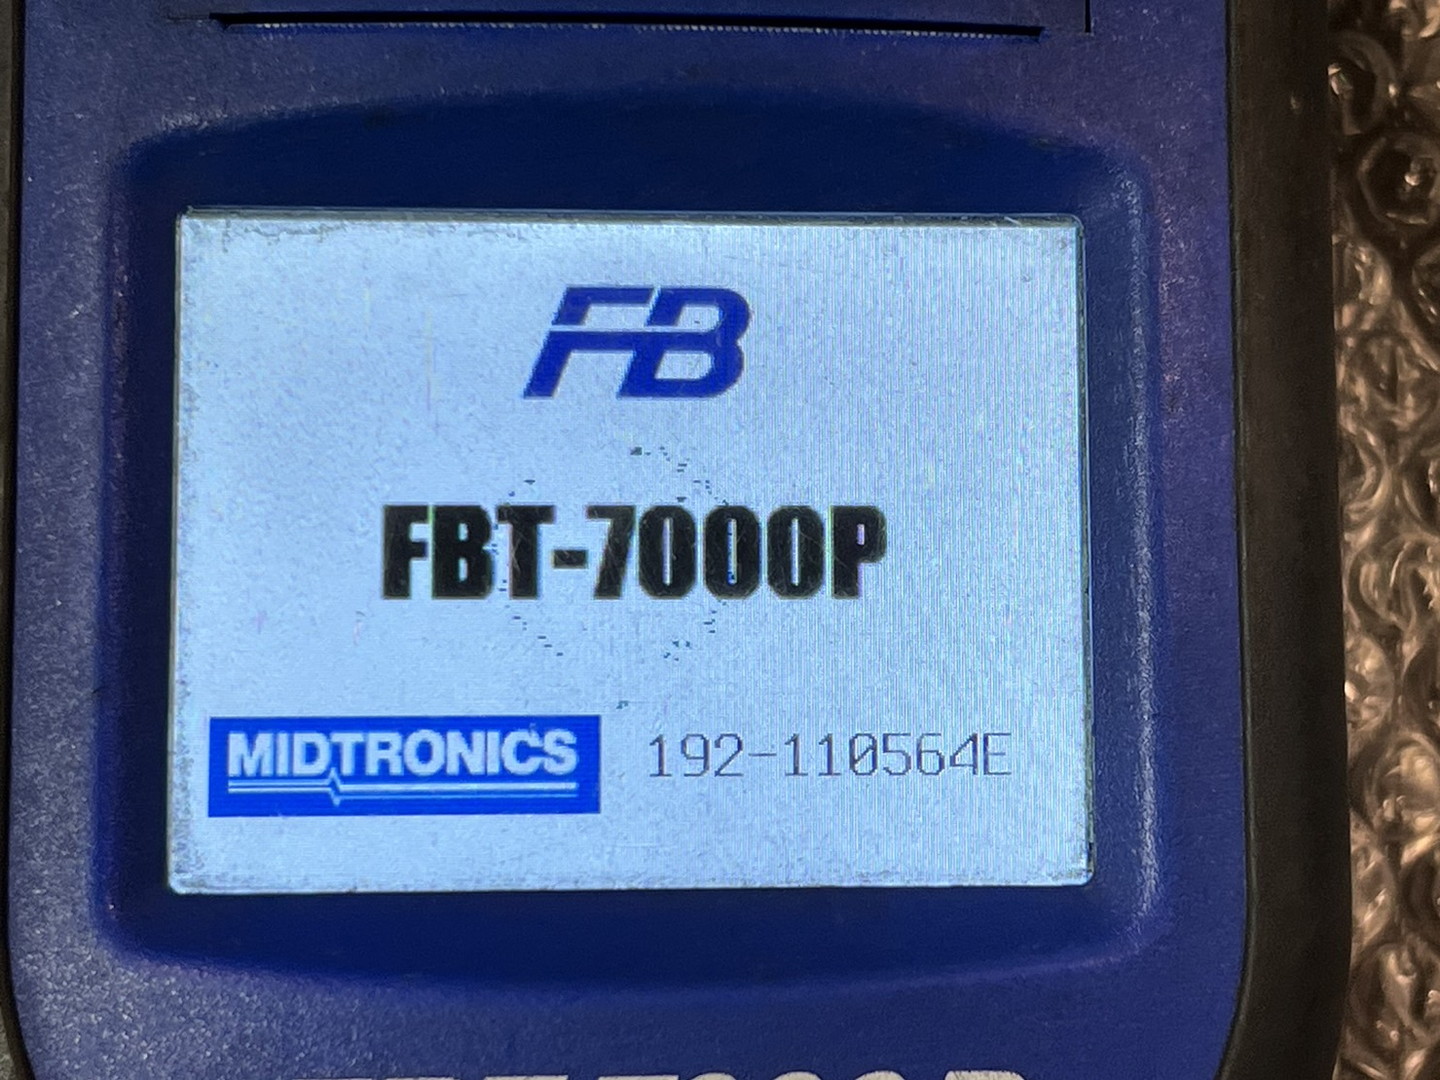 FB
FBT-7000P
MIDTRONICS 192-110564E